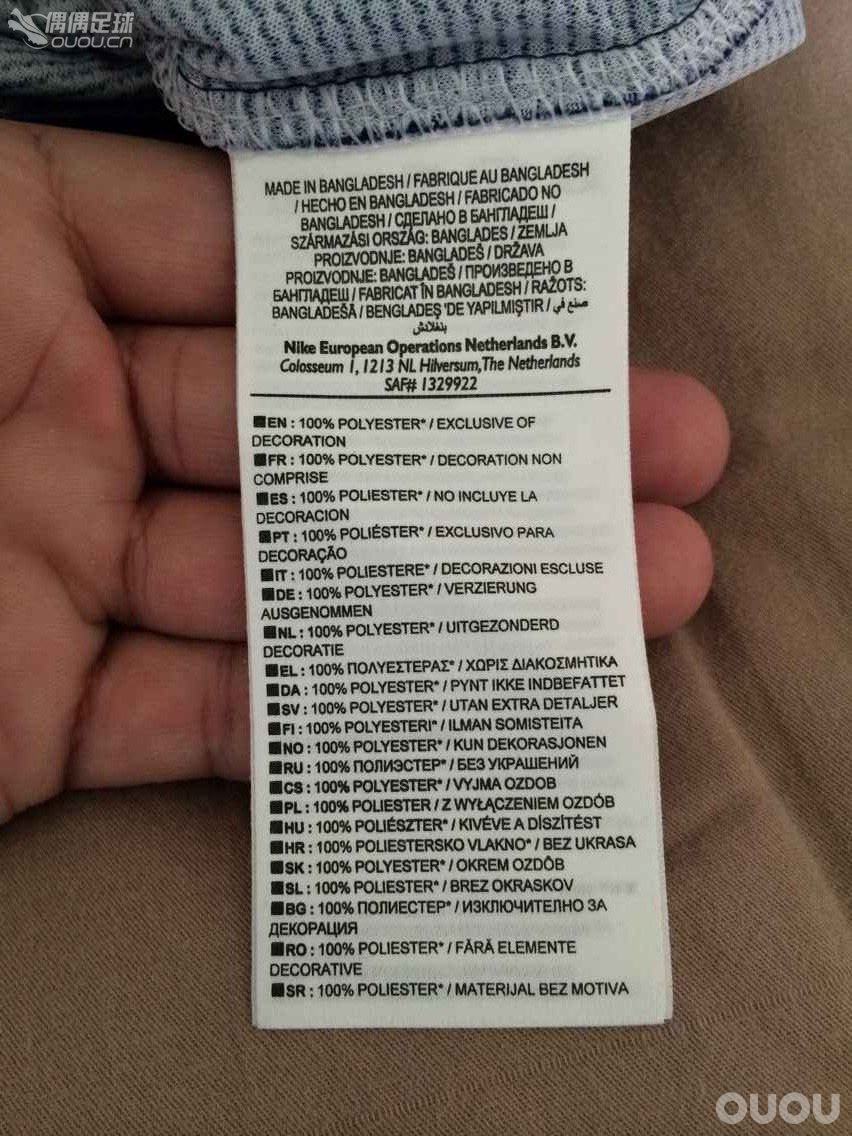 偶偶足球
OUOU.CN
MADE IN BANGLADESH / FABRIQUE AU BANGLADESH
/ HECHO EN BANGLADESH / FABRICADO NO
BANGLADESH / СДЕЛАНО В БАНГЛАДЕШ /
SZÁRMAZÁSI ORSZÁG: BANGLADES / ZEMLJA
PROIZVODNJE: BANGLADEŠ / DRŽAVA
PROIZVODNJE: BANGLADEŠ / ПРОИЗВЕДЕНО В
БАНГЛАДЕШ / FABRICAT ÎN BANGLADESH / RAŽOTS:
BANGLADEŠĀ / BENGLADEŞ 'DE YAPILMIŞTIR / صنع في
بنغلادش
Nike European Operations Netherlands B.V.
Colosseum 1, 1213 NL Hilversum,The Netherlands
SAF# 1329922
EN : 100% POLYESTER* / EXCLUSIVE OF
DECORATION
FR : 100% POLYESTER* / DECORATION NON
COMPRISE
ES : 100% POLIESTER* / NO INCLUYE LA
DECORACION
PT : 100% POLIÉSTER* / EXCLUSIVO PARA
DECORAÇÃO
IT : 100% POLIESTERE* / DECORAZIONI ESCLUSE
DE : 100% POLYESTER* / VERZIERUNG
AUSGENOMMEN
NL : 100% POLYESTER* / UITGEZONDERD
DECORATIE
EL : 100% ΠΟΛΥΕΣΤΕΡΑΣ* / ΧΩΡΙΣ ΔΙΑΚΟΣΜΗΤΙΚΑ
DA : 100% POLYESTER* / PYNT IKKE INDBEFATTET
SV : 100% POLYESTER* / UTAN EXTRA DETALJER
FI : 100% POLYESTERI* / ILMAN SOMISTEITA
NO : 100% POLYESTER* / KUN DEKORASJONEN
RU : 100% ПОЛИЭСТЕР* / БЕЗ УКРАШЕНИЙ
CS : 100% POLYESTER* / VYJMA OZDOB
PL : 100% POLIESTER / Z WYŁĄCZENIEM OZDÓB
HU : 100% POLIÉSZTER* / KIVÉVE A DÍSZÍTÉST
HR : 100% POLIESTERSKO VLAKNO* / BEZ UKRASA
SK : 100% POLYESTER* / OKREM OZDÔB
SL : 100% POLIESTER* / BREZ OKRASKOV
BG : 100% ПОЛИЕСТЕР* / ИЗКЛЮЧИТЕЛНО ЗА
ДЕКОРАЦИЯ
RO : 100% POLIESTER* / FĂRĂ ELEMENTE
DECORATIVE
SR : 100% POLIESTER* / MATERIJAL BEZ MOTIVA
OUOU